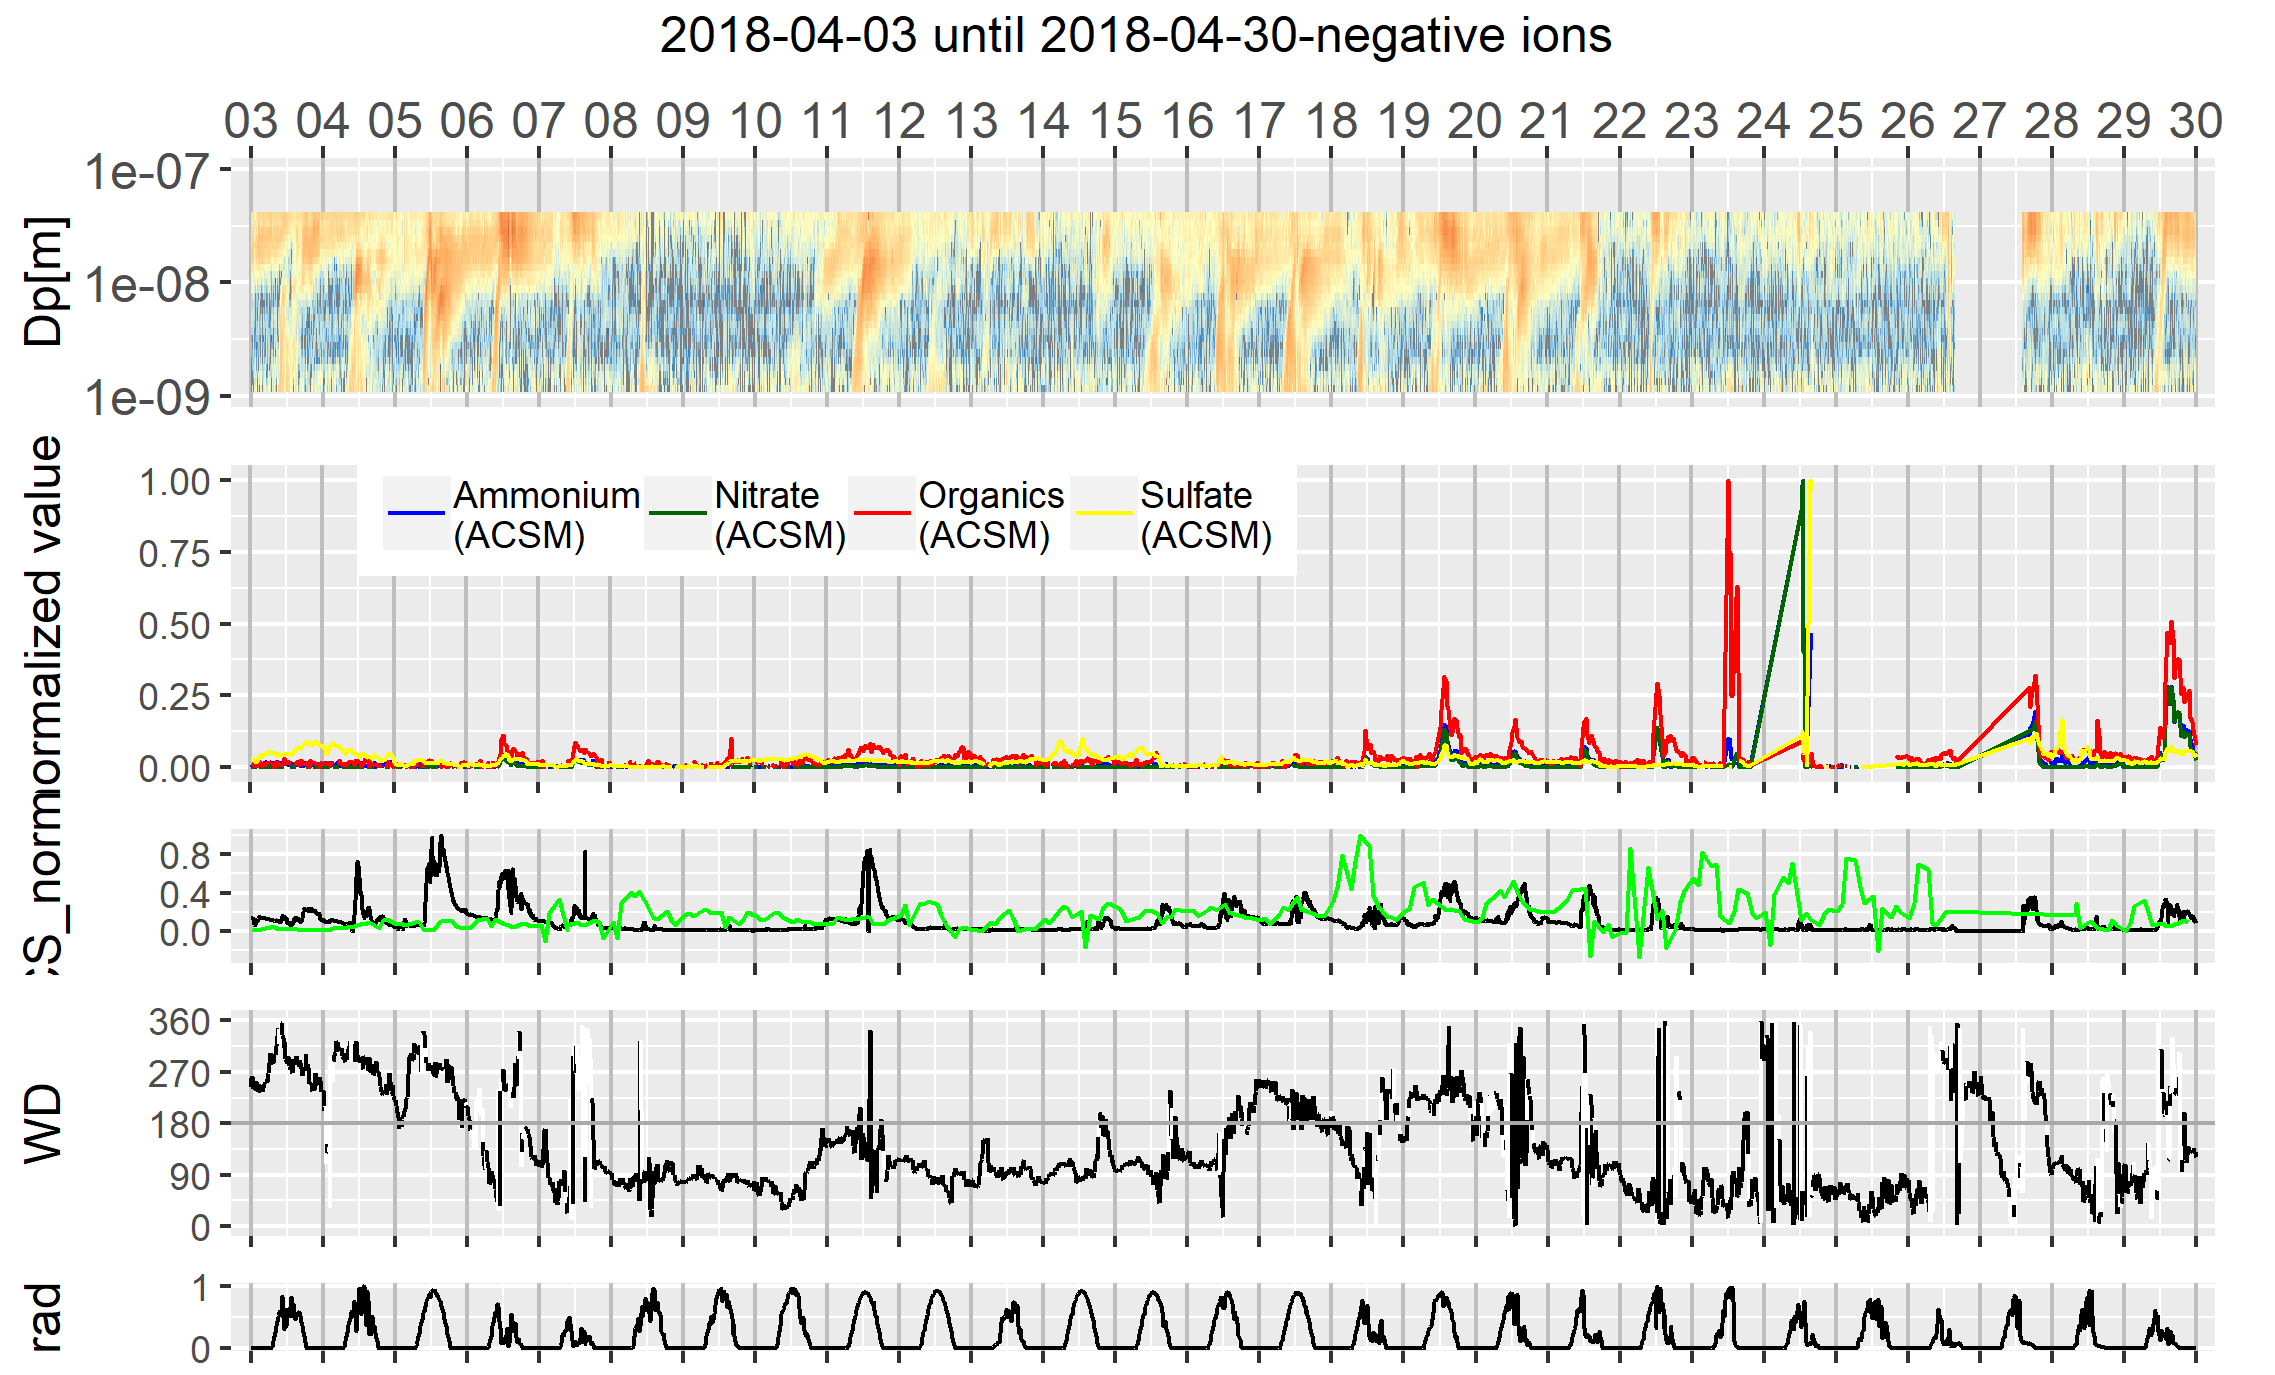 2018-04-03 until 2018-04-30-negative ions
03 04 05 06 07 08 09 10 11 12 13 14 15 16 17 18 19 20 21 22 23 24 25 26 27 28 29 30
Dp[m]
1e-07
1e-08
1e-09
CS_normormalized value
1.00
0.75
0.50
0.25
0.00
Ammonium (ACSM)
Nitrate (ACSM)
Organics (ACSM)
Sulfate (ACSM)
0.8
0.4
0.0
WD
360
270
180
90
0
rad
1
0